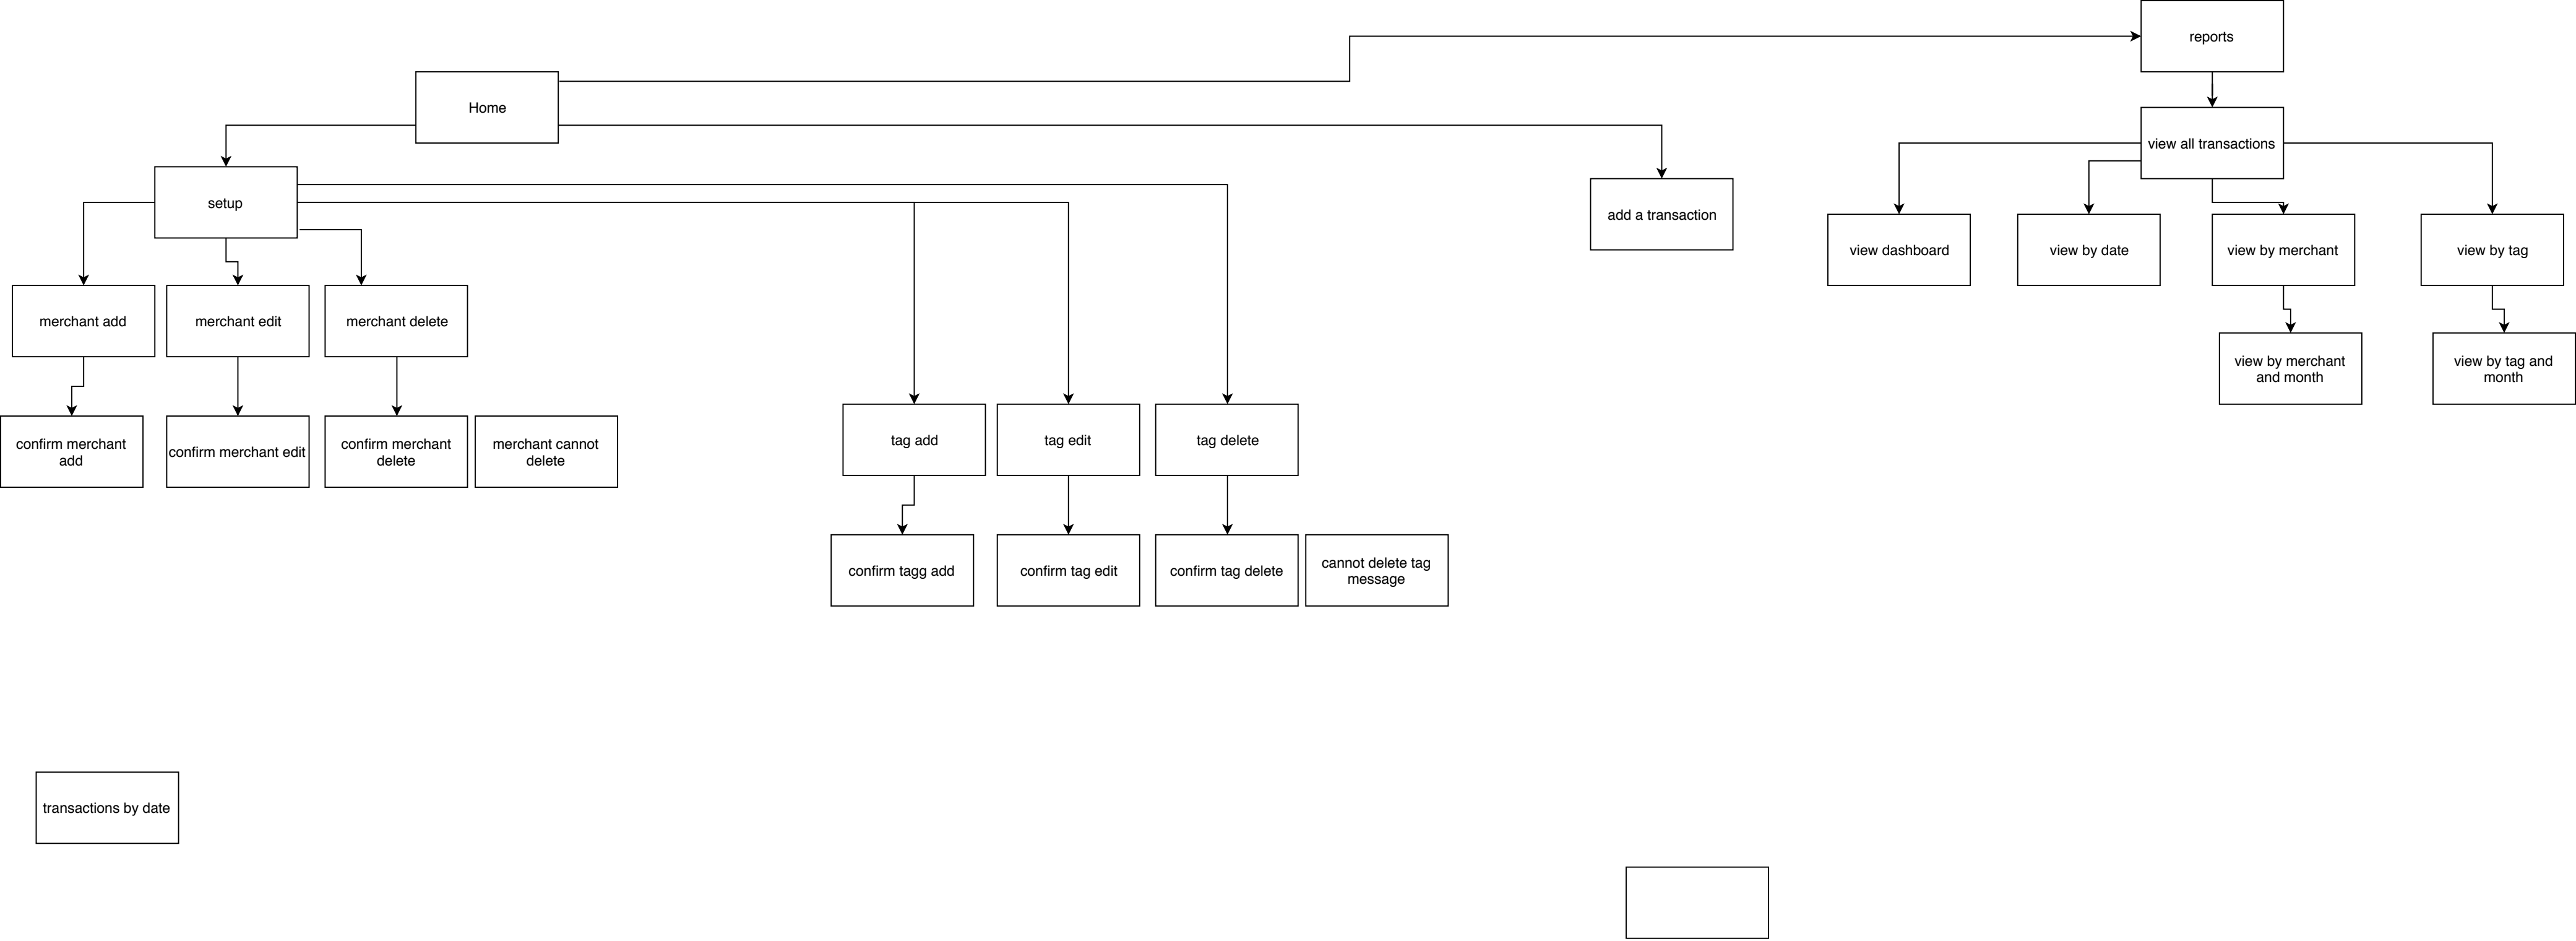 reports
Home
view all transactions
setup
add a transaction
view dashboard
view by date
view by merchant
view by tag
merchant add
merchant edit
merchant delete
view by merchant
and month
view by tag and
month
tag add
tag edit
tag delete
confirm merchant
add
confirm merchant edit
confirm merchant
delete
merchant cannot
delete
confirm tagg add
confirm tag edit
confirm tag delete
cannot delete tag
message
transactions by date